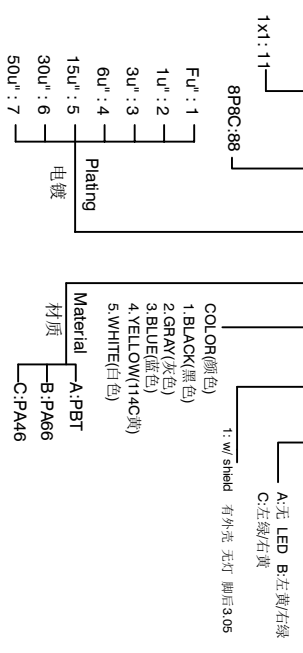 1x1: 11
8P8C:88
Fu" : 1
1u" : 2
3u" : 3
6u" : 4
15u" : 5
30u" : 6
50u" : 7
Plating
电镀
Material
材质
A:PBT
B:PA66
C:PA46
COLOR(颜色)
1.BLACK(黑色)
2.GRAY(灰色)
3.BLUE(蓝色)
4.YELLOW(114C黄)
5.WHITE(白色)
1: w/ shield 有外壳 无灯 脚后3.05
A:无 LED B:左黄/右绿
C:左绿/右黄